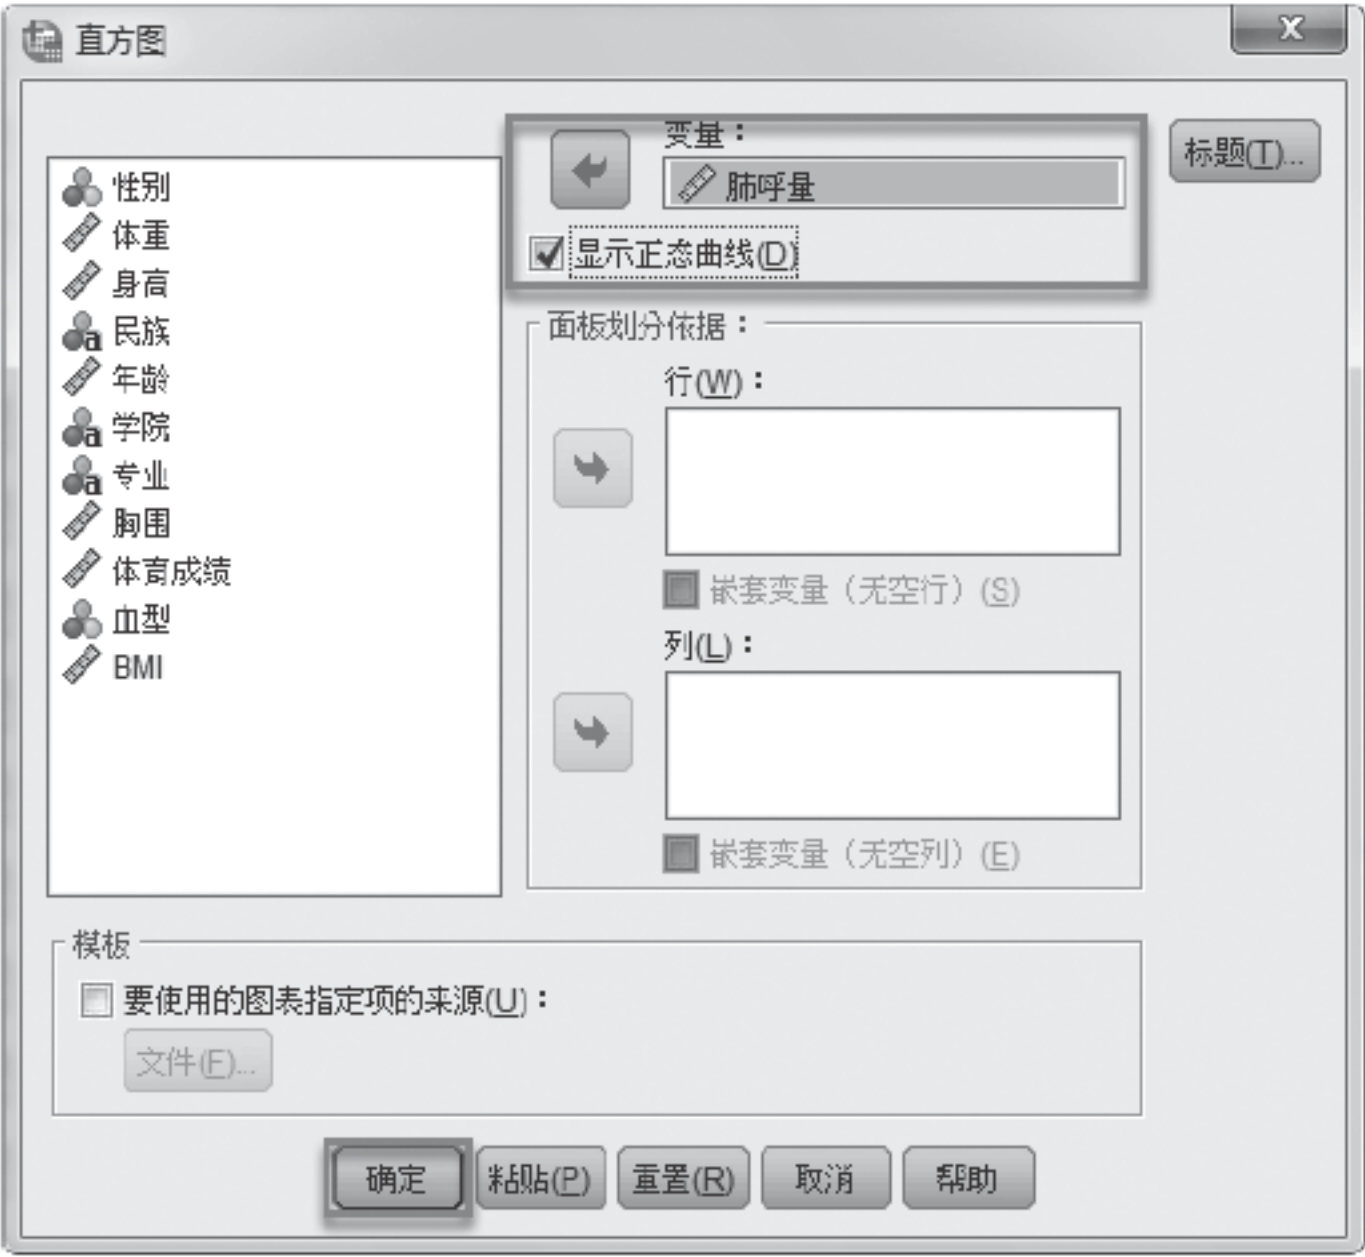 直方图
x
变量：
标题(T)...
肺呼量
显示正态曲线(D)
性别
体重
身高
民族
年龄
学院
专业
胸围
体育成绩
血型
BMI
面板划分依据：
行(W)：
嵌套变量（无空行）(S)
列(L)：
嵌套变量（无空列）(E)
模板
要使用的图表指定项的来源(U)：
文件(F)...
确定 粘贴(P) 重置(R) 取消 帮助